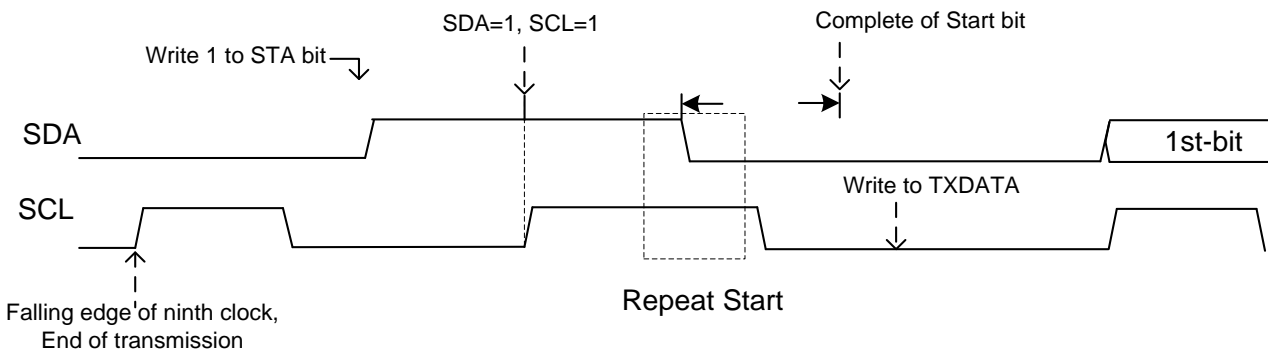 Complete of Start bit
SDA=1, SCL=1
Write 1 to STA bit
SDA
1st-bit
Write to TXDATA
SCL
Repeat Start
Falling edge of ninth clock,
End of transmission